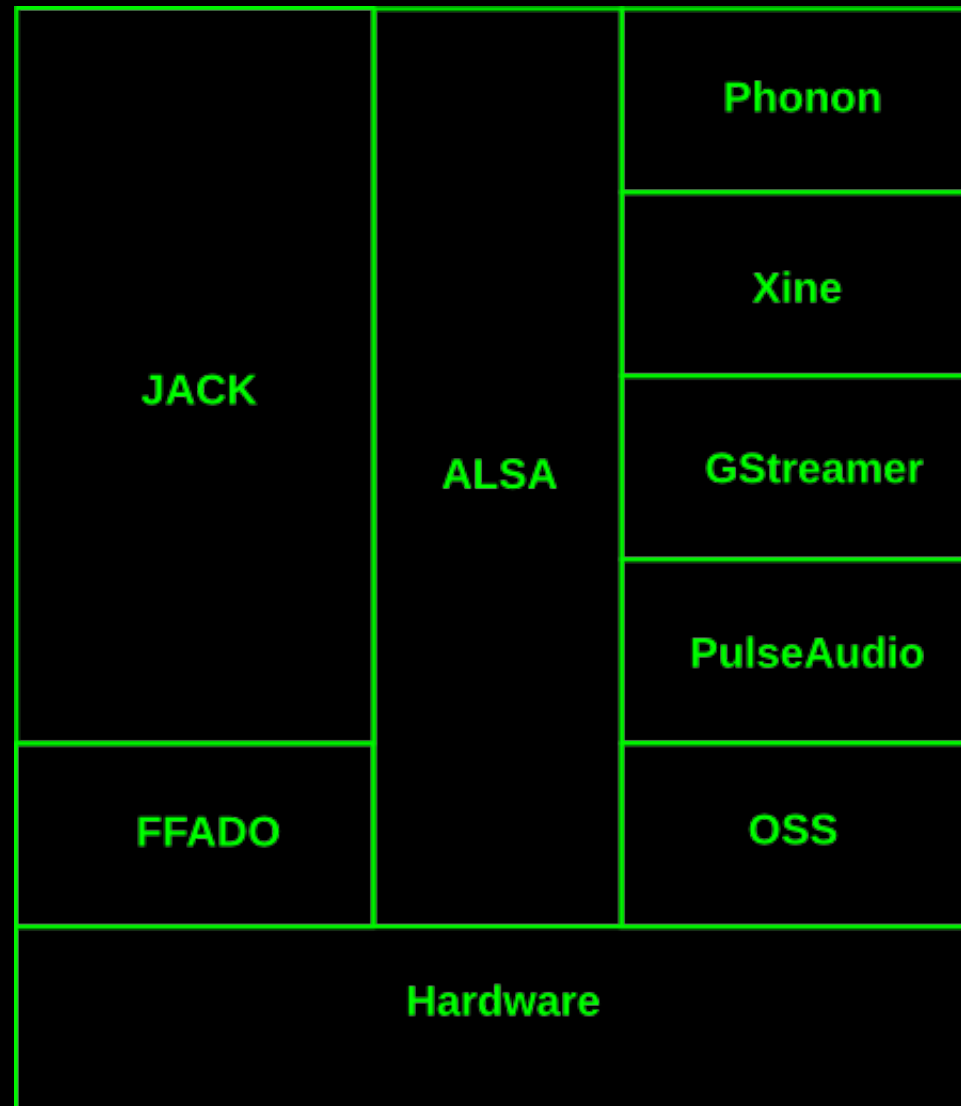 JACK
FFADO
ALSA
Phonon
Xine
GStreamer
PulseAudio
OSS
Hardware